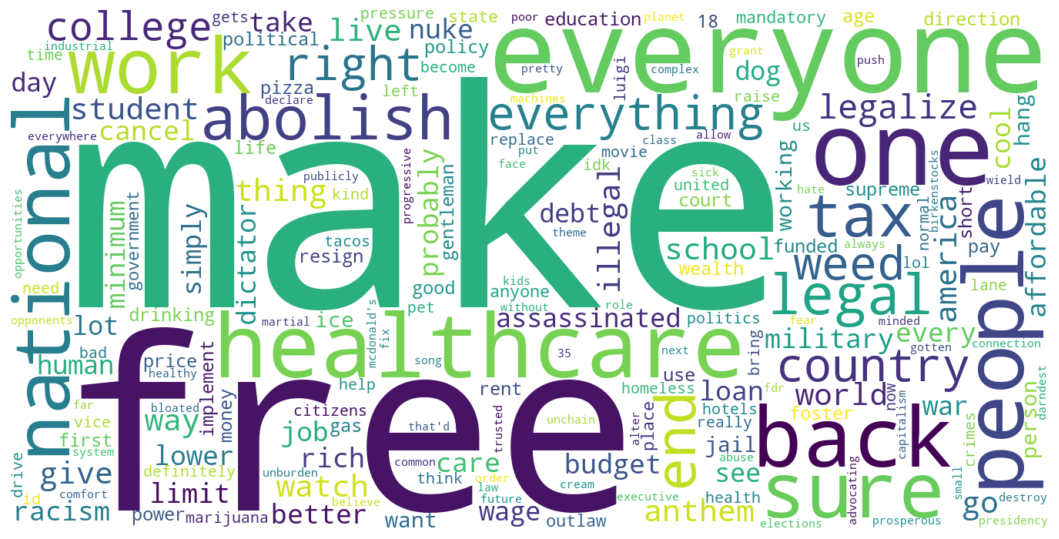 make
free
everyone
healthcare
one
people
national
back
work
abolish
everything
right
tax
sure
legal
country
end
weed
college
live
nuke
take
gets
pressure
state
education
18
mandatory
age
direction
poor
planet
grant
push
time
industrial
political
policy
become
pretty
complex
dog
raise
legalize
cool
hang
day
student
pizza
left
machines
luigi
class
allow
us
working
declare
everywhere
cancel
life
replace
put
face
movie
idk
sick
hate
wield
birkenstocks
normal
affordable
thing
publicly
kind
progressive
probably
gentleman
theme
debt
illegal
united
court
supreme
america
short
opportunities
government
minimum
simply
dictator
tacos
resign
good
pet
kids
without
anyone
role
school
wealth
funded
always
lol
pay
lane
need
opponents
drinking
ice
martial
mcdonald's
fix
assassinated
politics
military
fear
minded
every
gotten
connection
lot
human
bad
price
healthy
song
35
next
bring
bloated
help
rent
use
homeless
loan
fdr
world
now
capitalism
foster
war
person
darndest
far
vice
way
implement
money
citizens
gas
that'd
trusted
unchain
alter
place
hotels
really
jail
first
system
job
rich
common
care
budget
see
abuse
crimes
give
lower
drive
definitely
unburden
think
order
cream
law
believe
future
executive
health
advocating
small
go
destroy
id
comfort
limit
watch
want
wage
anthem
racism
power
marijuana
better
outlaw
elections
prosperous
presidency